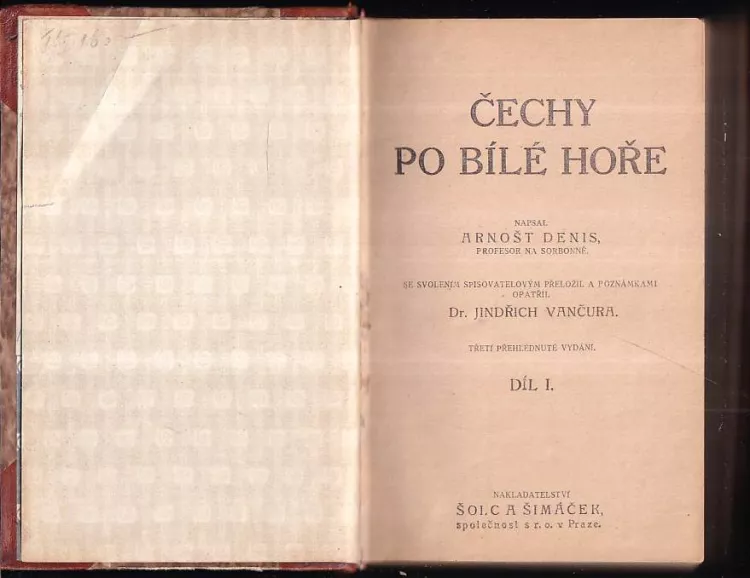 ČECHY
PO BÍLÉ HOŘE
NAPSAL
ARNOŠT DENIS,
PROFESOR NA SORBONNĚ.
SE SVOLENÍM SPISOVATELOVÝM PŘELOŽIL A POZNÁMKAMI
OPATŘIL
Dr. JINDŘICH VANČURA.
TŘETÍ PŘEHLÉDNUTÉ VYDÁNÍ.
DÍL I.
NAKLADATELSTVÍ
ŠOLC A ŠIMÁČEK,
společnost s r. o. v Praze.